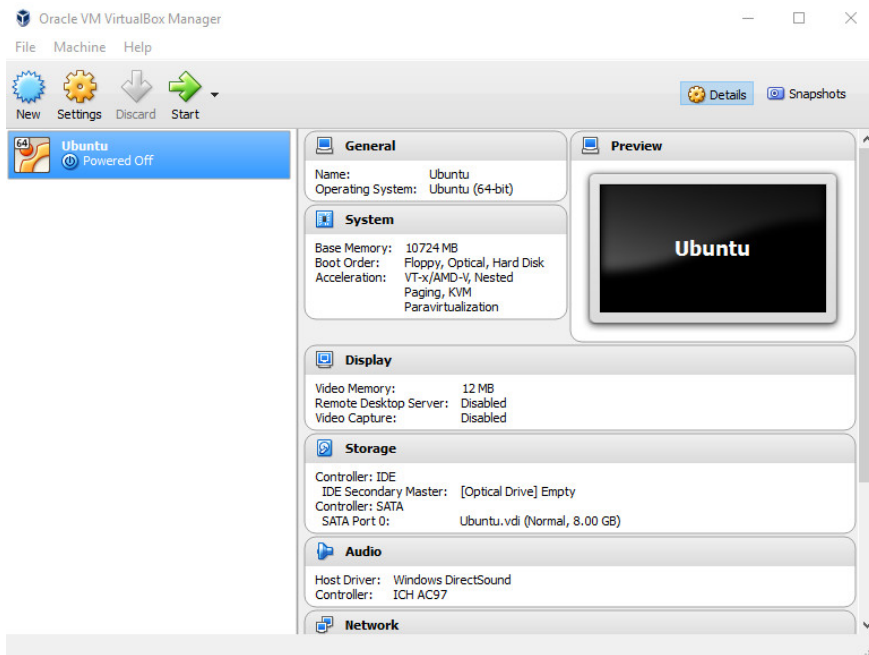 Oracle VM VirtualBox Manager
File Machine Help
New Settings Discard Start
Details Snapshots
64
Ubuntu
Powered Off
General
Name: Ubuntu
Operating System: Ubuntu (64-bit)
System
Base Memory: 10724 MB
Boot Order: Floppy, Optical, Hard Disk
Acceleration: VT-x/AMD-V, Nested
Paging, KVM
Paravirtualization
Preview
Ubuntu
Display
Video Memory: 12 MB
Remote Desktop Server: Disabled
Video Capture: Disabled
Storage
Controller: IDE
IDE Secondary Master: [Optical Drive] Empty
Controller: SATA
SATA Port 0: Ubuntu.vdi (Normal, 8.00 GB)
Audio
Host Driver: Windows DirectSound
Controller: ICH AC97
Network